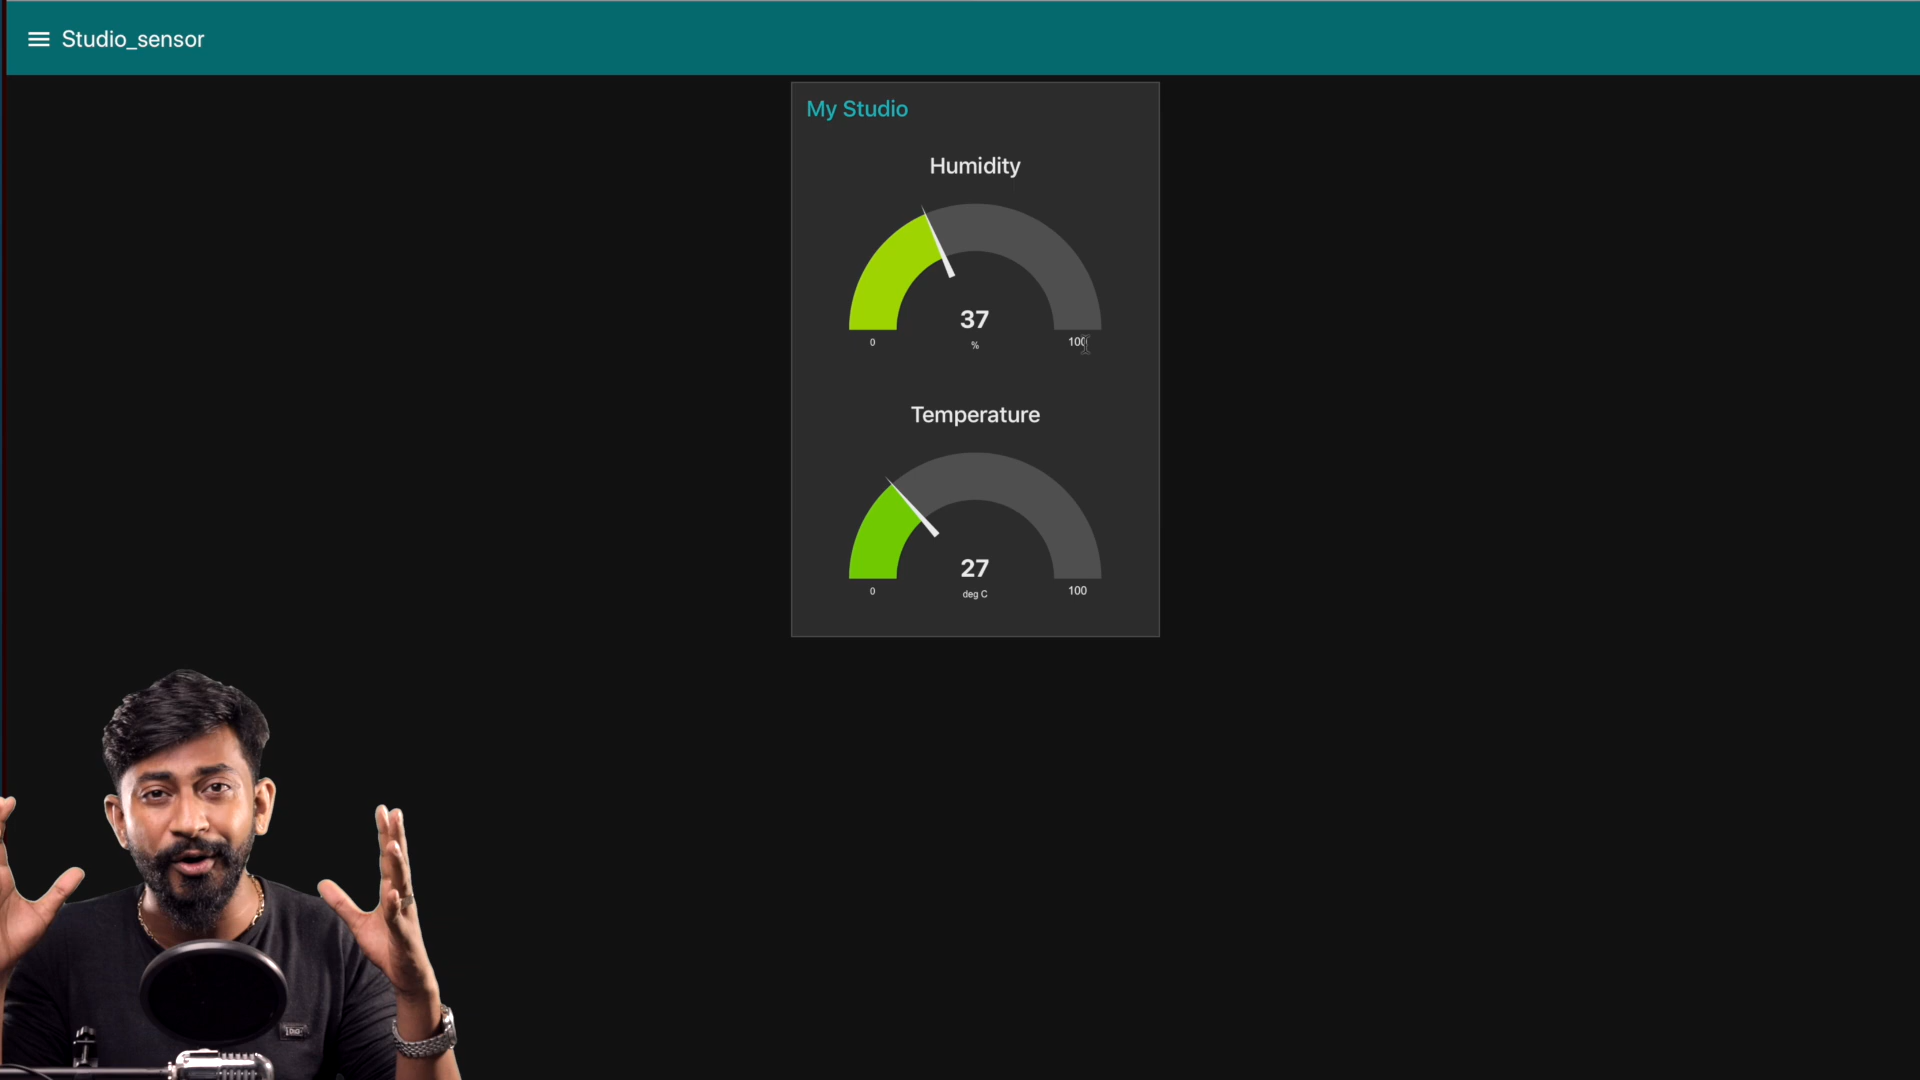 Studio_sensor
My Studio
Humidity
37
0
%
100
Temperature
27
0
deg C
100